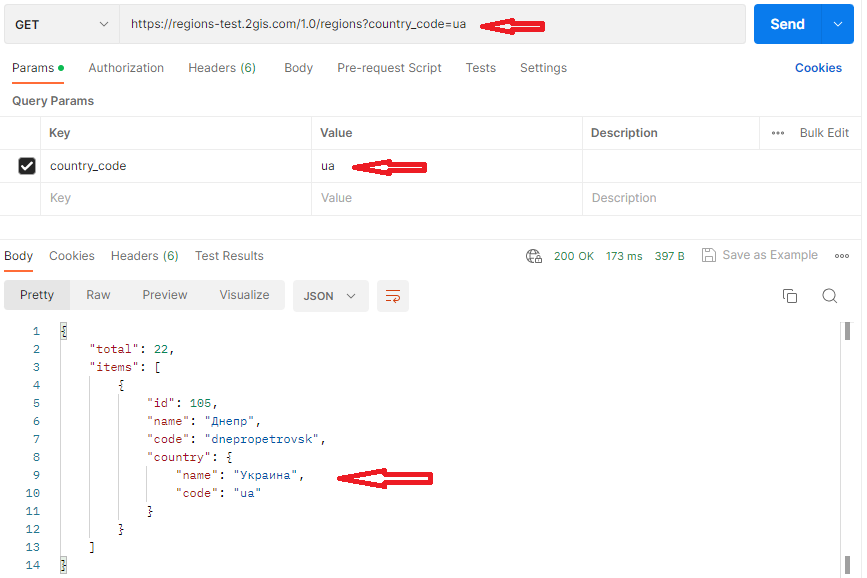 GET https://regions-test.2gis.com/1.0/regions?country_code=ua Send
Params Authorization Headers (6) Body Pre-request Script Tests Settings Cookies
Query Params
Key Value Description ••• Bulk Edit
country_code ua
Key Value Description
Body Cookies Headers (6) Test Results 200 OK 173 ms 397 B Save as Example
Pretty Raw Preview Visualize JSON
1 {
2 "total": 22,
3 "items": [
4 {
5 "id": 105,
6 "name": "Днепр",
7 "code": "dnepropetrovsk",
8 "country": {
9 "name": "Украина",
10 "code": "ua"
11 }
12 }
13 ]
14 }